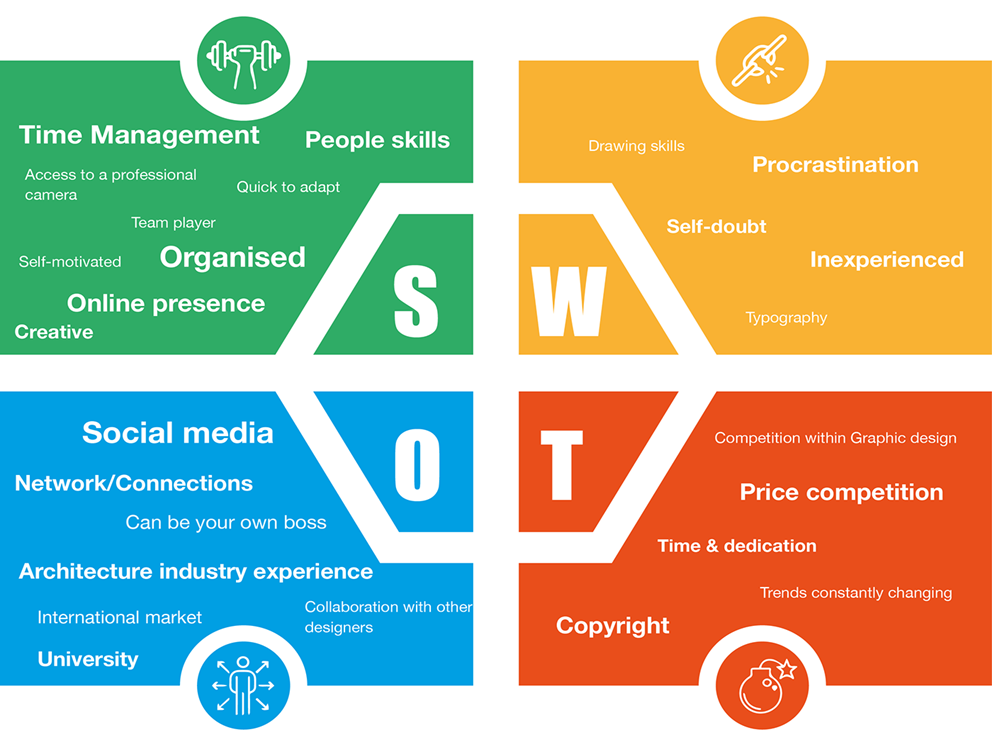 Time Management
People skills
Access to a professional
camera
Quick to adapt
Team player
Self-motivated
Organised
Online presence
Creative
S
Drawing skills
Procrastination
Self-doubt
Inexperienced
Typography
W
Social media
Network/Connections
Can be your own boss
Architecture industry experience
International market
Collaboration with other
designers
University
O
Competition within Graphic design
Price competition
Time & dedication
Trends constantly changing
Copyright
T